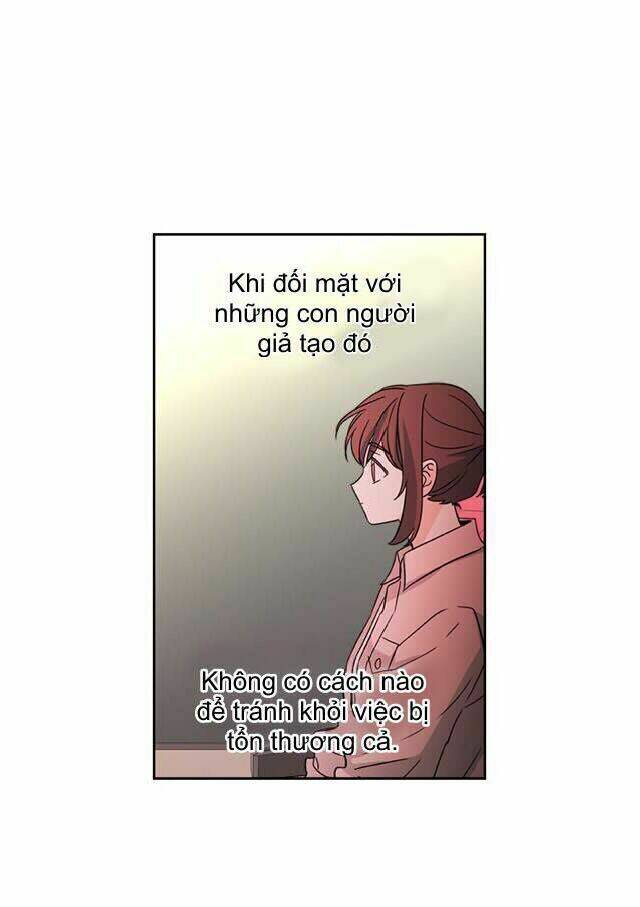 Khi đối mặt với
những con người
giả tạo đó
Không có cách nào
để tránh khỏi việc bị
tổn thương cả.